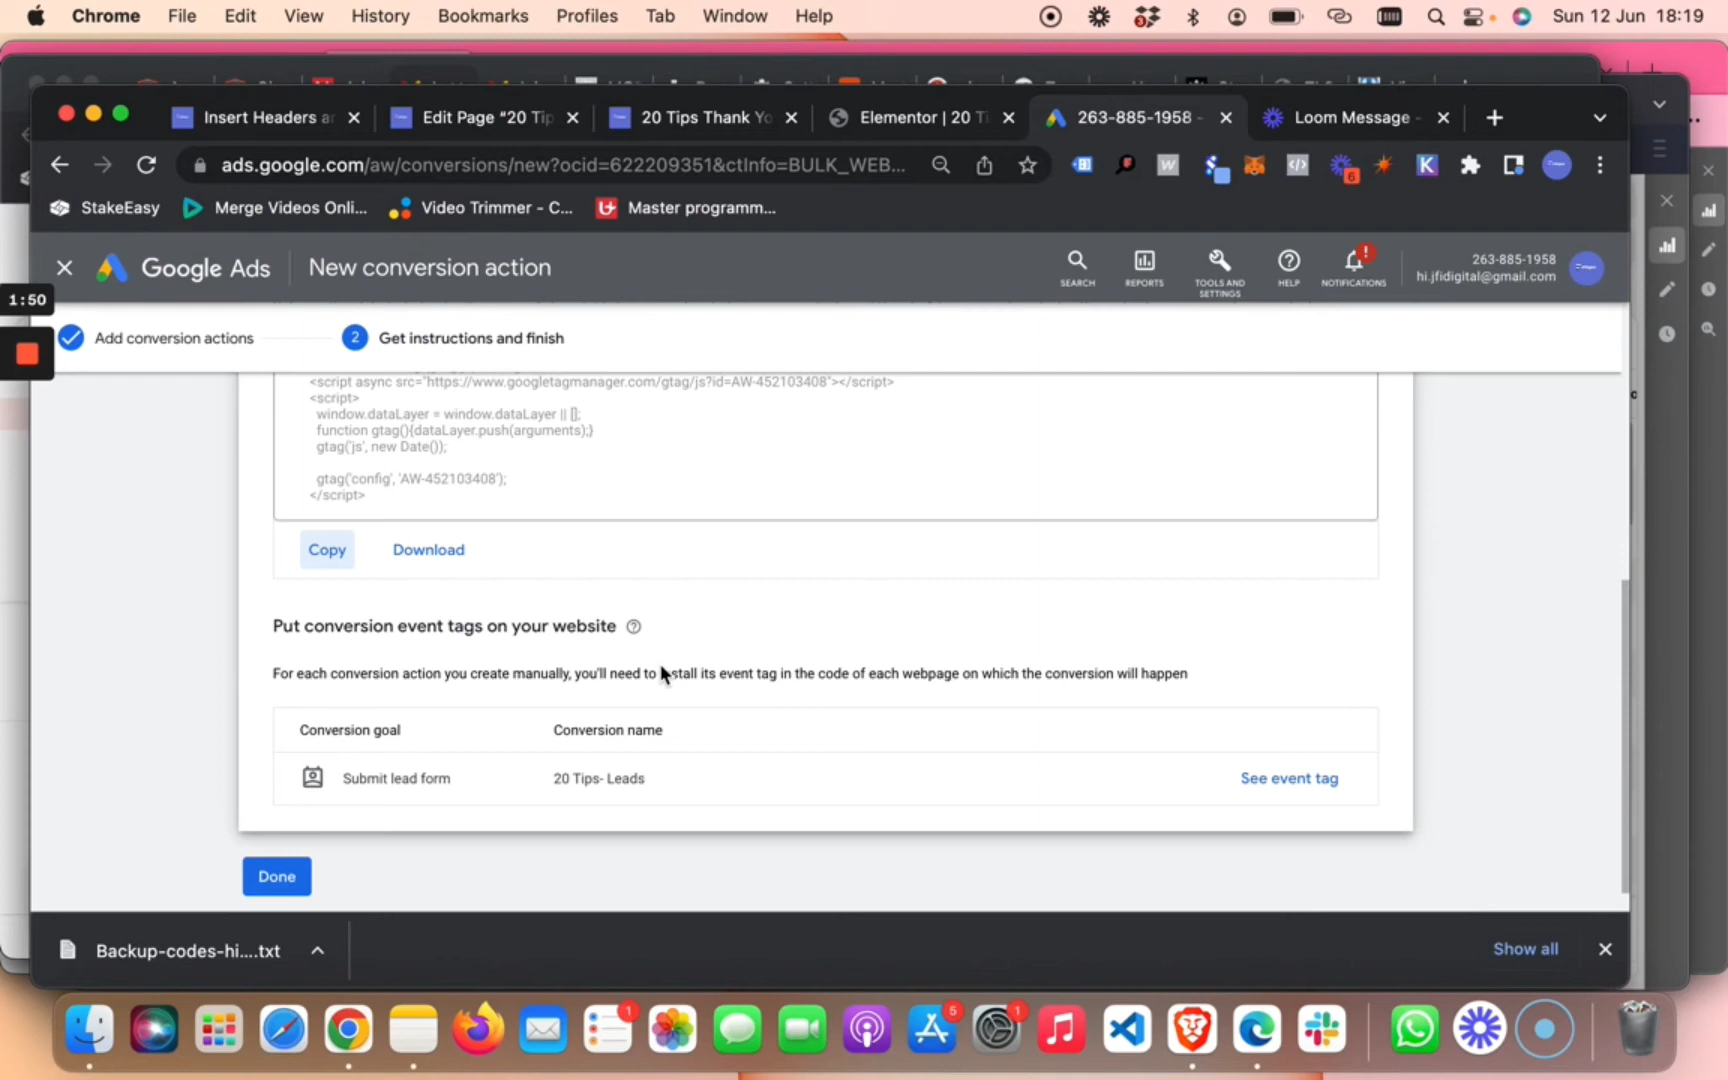 Chrome File Edit View History Bookmarks Profiles Tab Window Help
3
Sun 12 Jun 18:19
Insert Headers a
Edit Page "20 Tip
20 Tips Thank Yo
Elementor | 20 Ti
263-885-1958 -
Loom Message -
ads.google.com/aw/conversions/new?ocid=622209351&ctInfo=BULK_WEB...
6
StakeEasy
Merge Videos Onli...
Video Trimmer - C...
Master programm...
Google Ads
New conversion action
SEARCH
REPORTS
TOOLS AND
SETTINGS
HELP
NOTIFICATIONS
263-885-1958
hi.jfidigital@gmail.com
1:50
Add conversion actions
2 Get instructions and finish
<script async src="https://www.googletagmanager.com/gtag/js?id=AW-452103408"></script>
<script>
window.dataLayer = window.dataLayer || [];
function gtag(){dataLayer.push(arguments);}
gtag('js', new Date());
gtag('config', 'AW-452103408');
</script>
Copy
Download
Put conversion event tags on your website
For each conversion action you create manually, you'll need to install its event tag in the code of each webpage on which the conversion will happen
Conversion goal
Conversion name
Submit lead form
20 Tips- Leads
See event tag
Done
Backup-codes-hi....txt
Show all
1
5
1